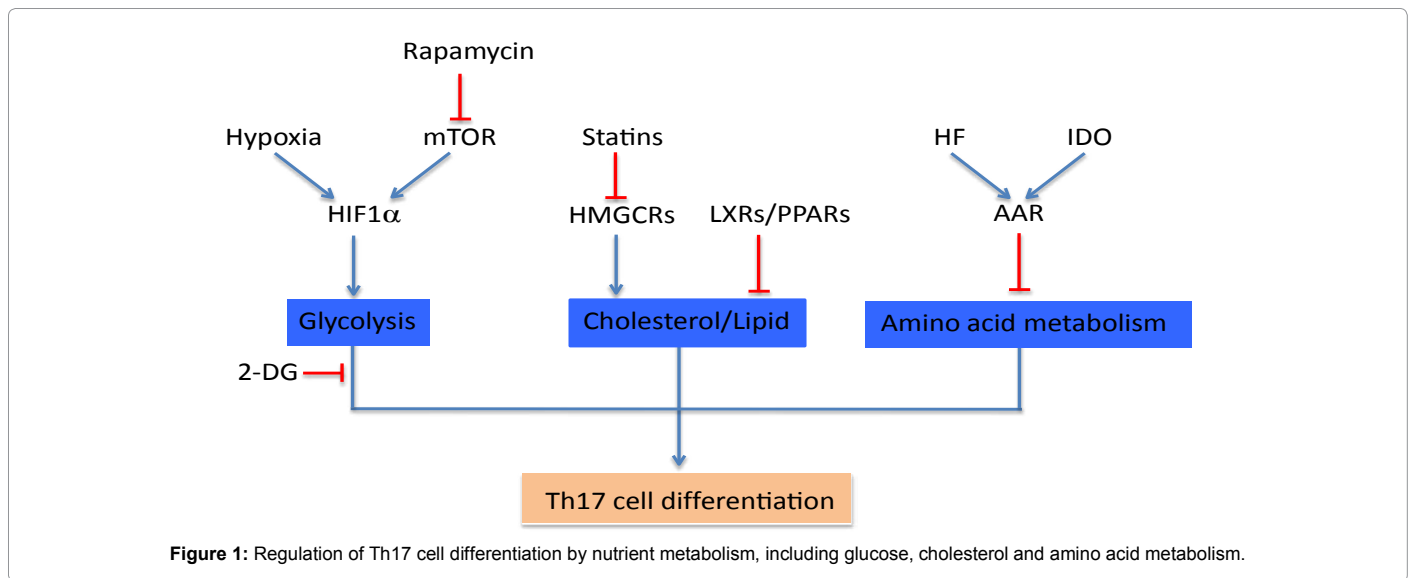 Rapamycin
Hypoxia mTOR Statins HF IDO
HIF1α HMGCRs LXRs/PPARs AAR
Glycolysis Cholesterol/Lipid Amino acid metabolism
2-DG
Th17 cell differentiation
Figure 1: Regulation of Th17 cell differentiation by nutrient metabolism, including glucose, cholesterol and amino acid metabolism.